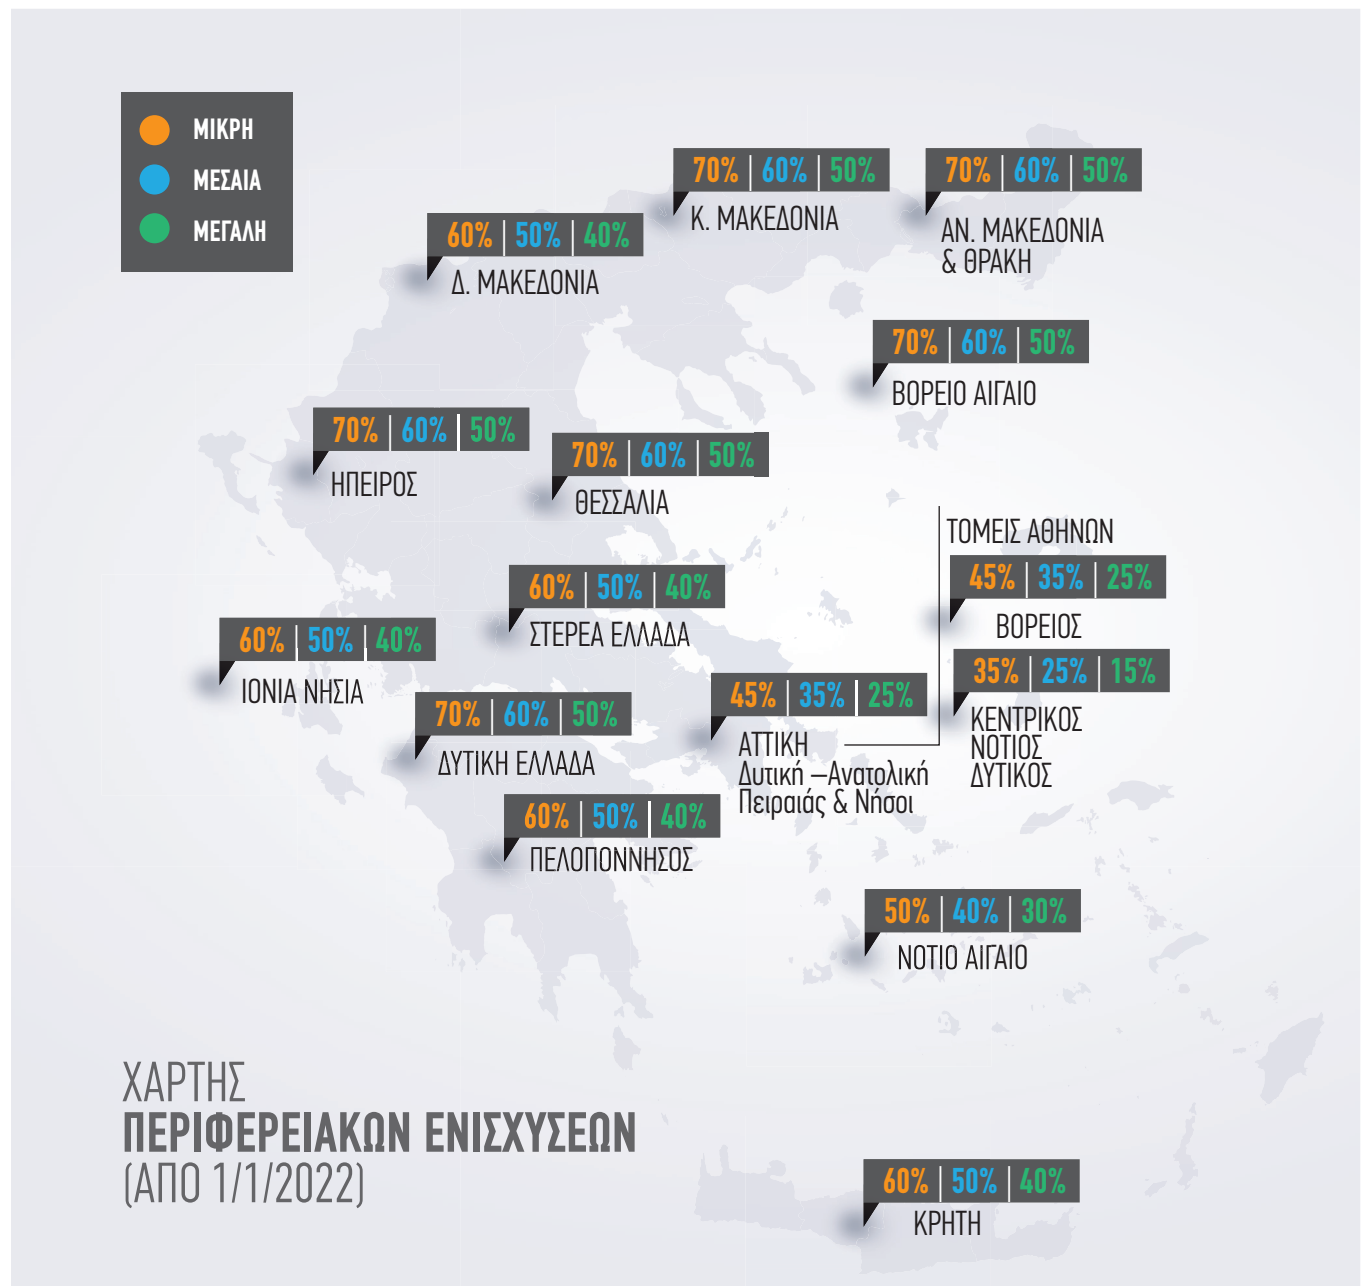 ΜΙΚΡΗ
ΜΕΣΑΙΑ
ΜΕΓΑΛΗ
70% 60% 50%
Κ. ΜΑΚΕΔΟΝΙΑ
70% 60% 50%
ΑΝ. ΜΑΚΕΔΟΝΙΑ
& ΘΡΑΚΗ
60% 50% 40%
Δ. ΜΑΚΕΔΟΝΙΑ
70% 60% 50%
ΒΟΡΕΙΟ ΑΙΓΑΙΟ
70% 60% 50%
ΗΠΕΙΡΟΣ
70% 60% 50%
ΘΕΣΣΑΛΙΑ
ΤΟΜΕΙΣ ΑΘΗΝΩΝ
45% 35% 25%
ΒΟΡΕΙΟΣ
60% 50% 40%
ΣΤΕΡΕΑ ΕΛΛΑΔΑ
60% 50% 40%
ΙΟΝΙΑ ΝΗΣΙΑ
35% 25% 15%
ΚΕΝΤΡΙΚΟΣ
ΝΟΤΙΟΣ
ΔΥΤΙΚΟΣ
45% 35% 25%
ΑΤΤΙΚΗ
Δυτική –Ανατολική
Πειραιάς & Νήσοι
70% 60% 50%
ΔΥΤΙΚΗ ΕΛΛΑΔΑ
60% 50% 40%
ΠΕΛΟΠΟΝΝΗΣΟΣ
50% 40% 30%
ΝΟΤΙΟ ΑΙΓΑΙΟ
ΧΑΡΤΗΣ
ΠΕΡΙΦΕΡΕΙΑΚΩΝ ΕΝΙΣΧΥΣΕΩΝ
(ΑΠΟ 1/1/2022)
60% 50% 40%
ΚΡΗΤΗ